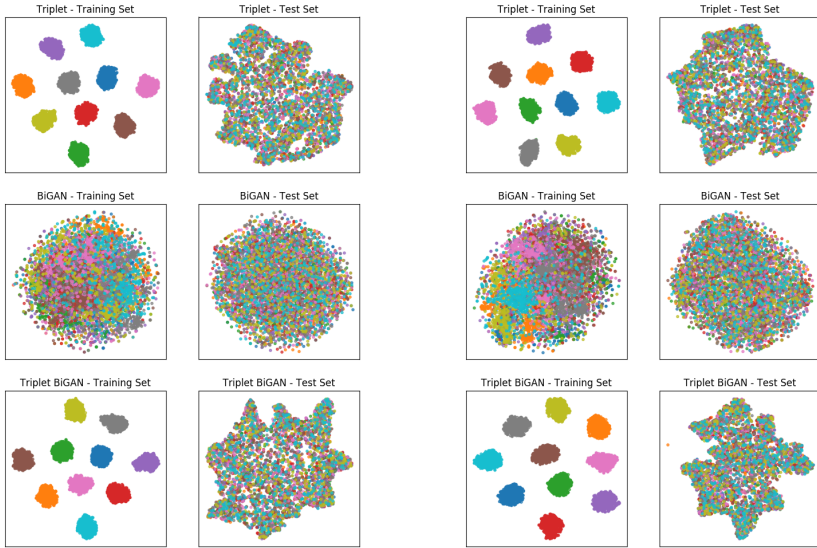 Triplet - Training Set
Triplet - Test Set
Triplet - Training Set
Triplet - Test Set
BiGAN - Training Set
BiGAN - Test Set
BiGAN - Training Set
BiGAN - Test Set
Triplet BiGAN - Training Set
Triplet BiGAN - Test Set
Triplet BiGAN - Training Set
Triplet BiGAN - Test Set